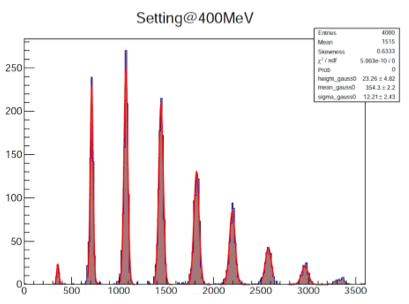 Setting@400MeV
Entries 4000
Mean 1515
Skewness 0.6333
χ² / ndf 5.003e-10 / 0
Prob 0
height_gauss0 23.26 ± 4.82
mean_gauss0 354.3 ± 2.2
sigma_gauss0 12.21 ± 2.43
250
200
150
100
50
0
0 500 1000 1500 2000 2500 3000 3500